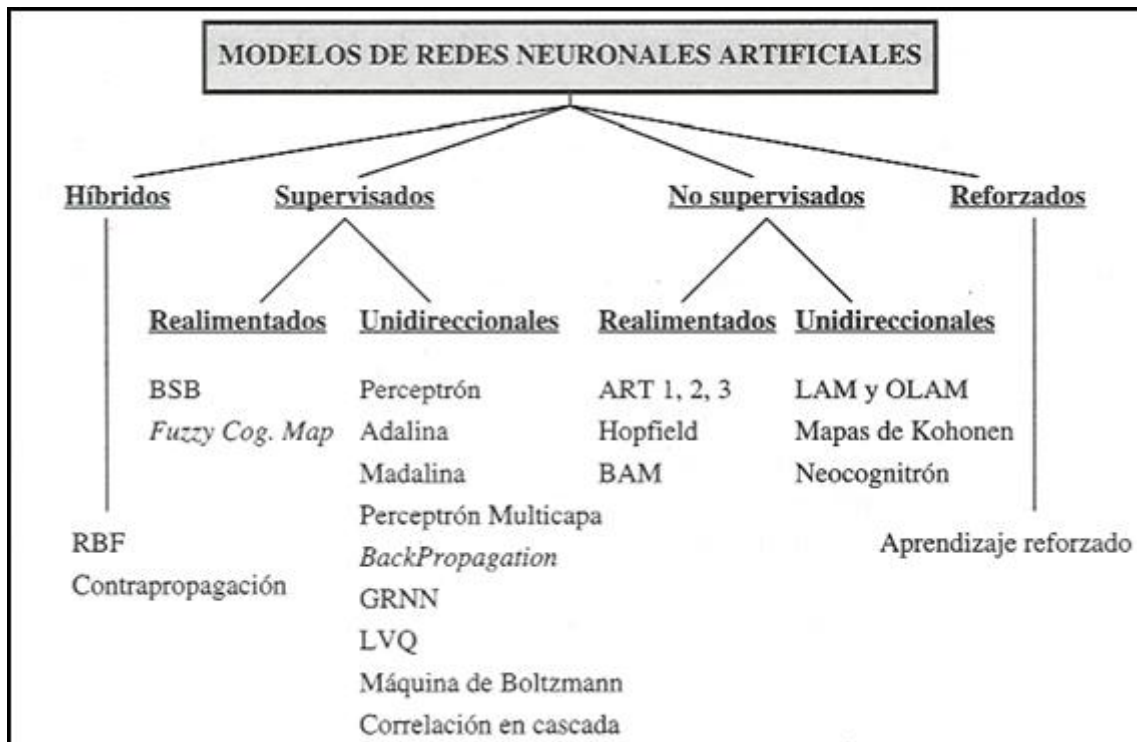 MODELOS DE REDES NEURONALES ARTIFICIALES
Híbridos
Supervisados
No supervisados
Reforzados
Realimentados
Unidireccionales
Realimentados
Unidireccionales
BSB
Fuzzy Cog. Map
Perceptrón
Adalina
Madalina
Perceptrón Multicapa
BackPropagation
GRNN
LVQ
Máquina de Boltzmann
Correlación en cascada
ART 1, 2, 3
Hopfield
BAM
LAM y OLAM
Mapas de Kohonen
Neocognitrón
RBF
Contrapropagación
Aprendizaje reforzado